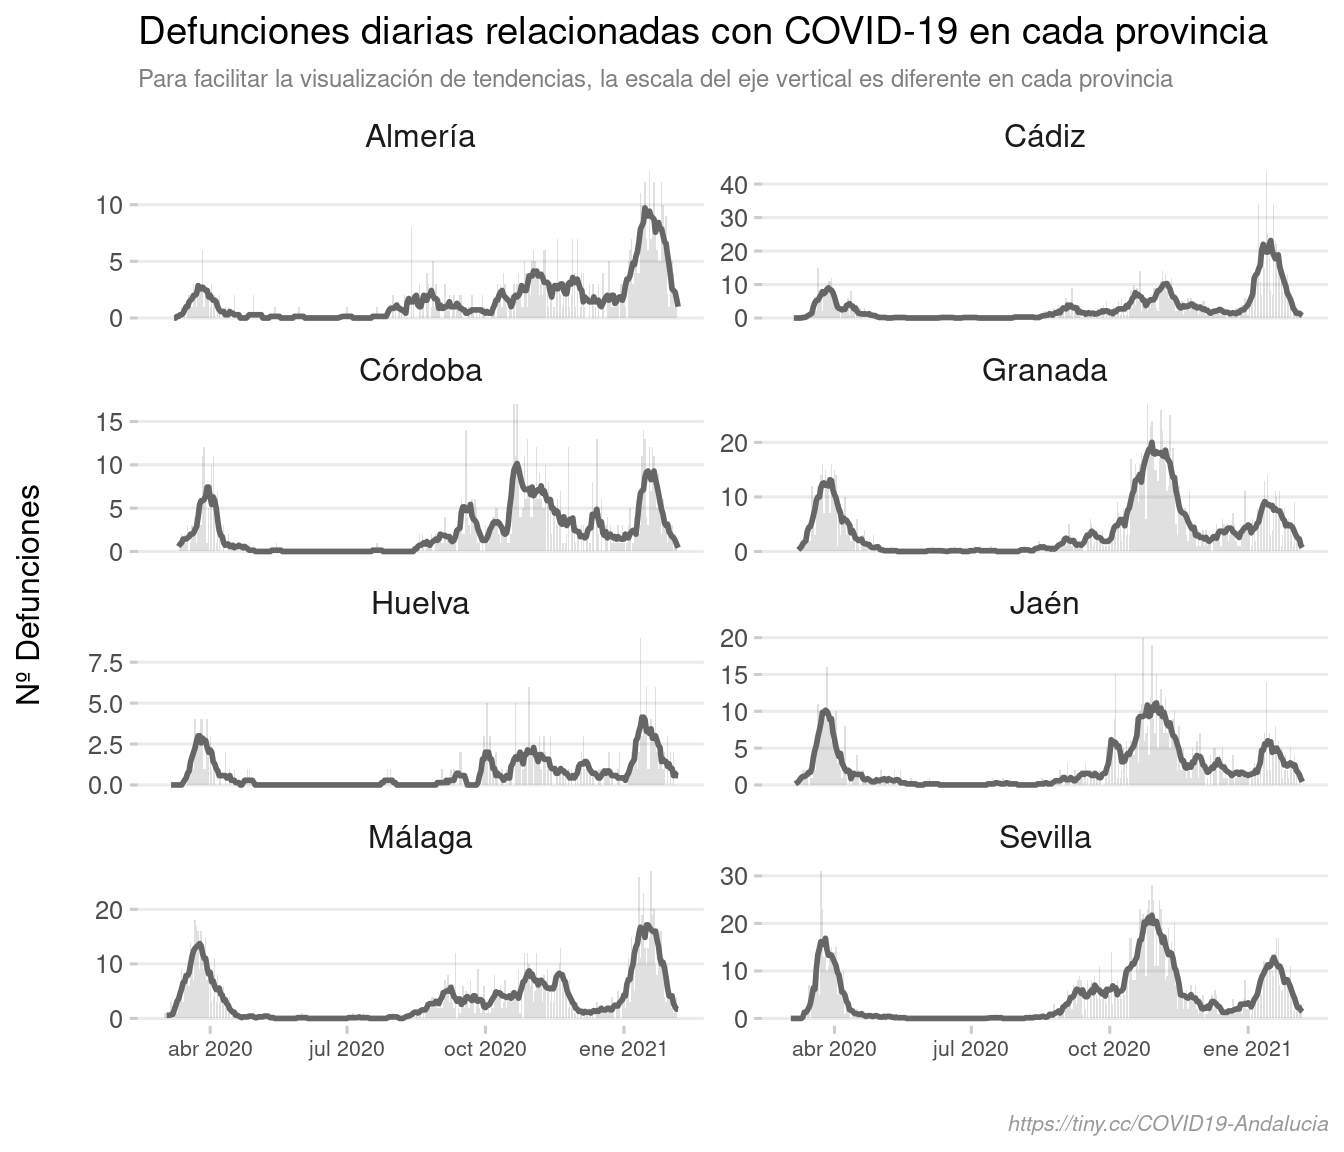 Defunciones diarias relacionadas con COVID-19 en cada provincia
Para facilitar la visualización de tendencias, la escala del eje vertical es diferente en cada provincia
Nº Defunciones
Almería
10
5
0
Cádiz
40
30
20
10
0
Córdoba
15
10
5
0
Granada
20
10
0
Huelva
7.5
5.0
2.5
0.0
Jaén
20
15
10
5
0
Málaga
20
10
0
abr 2020 jul 2020 oct 2020 ene 2021
Sevilla
30
20
10
0
abr 2020 jul 2020 oct 2020 ene 2021
https://tiny.cc/COVID19-Andalucia